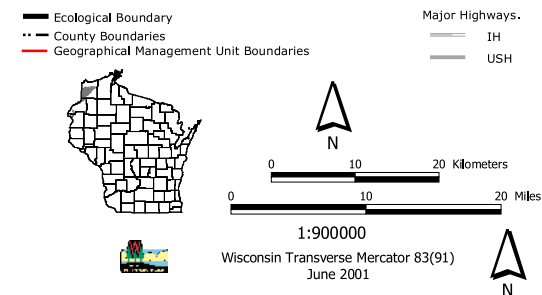 Ecological Boundary
County Boundaries
Geographical Management Unit Boundaries
Major Highways.
IH
USH
N
0 10 20 Kilometers
0 10 20 Miles
1:900000
Wisconsin Transverse Mercator 83(91)
June 2001
N